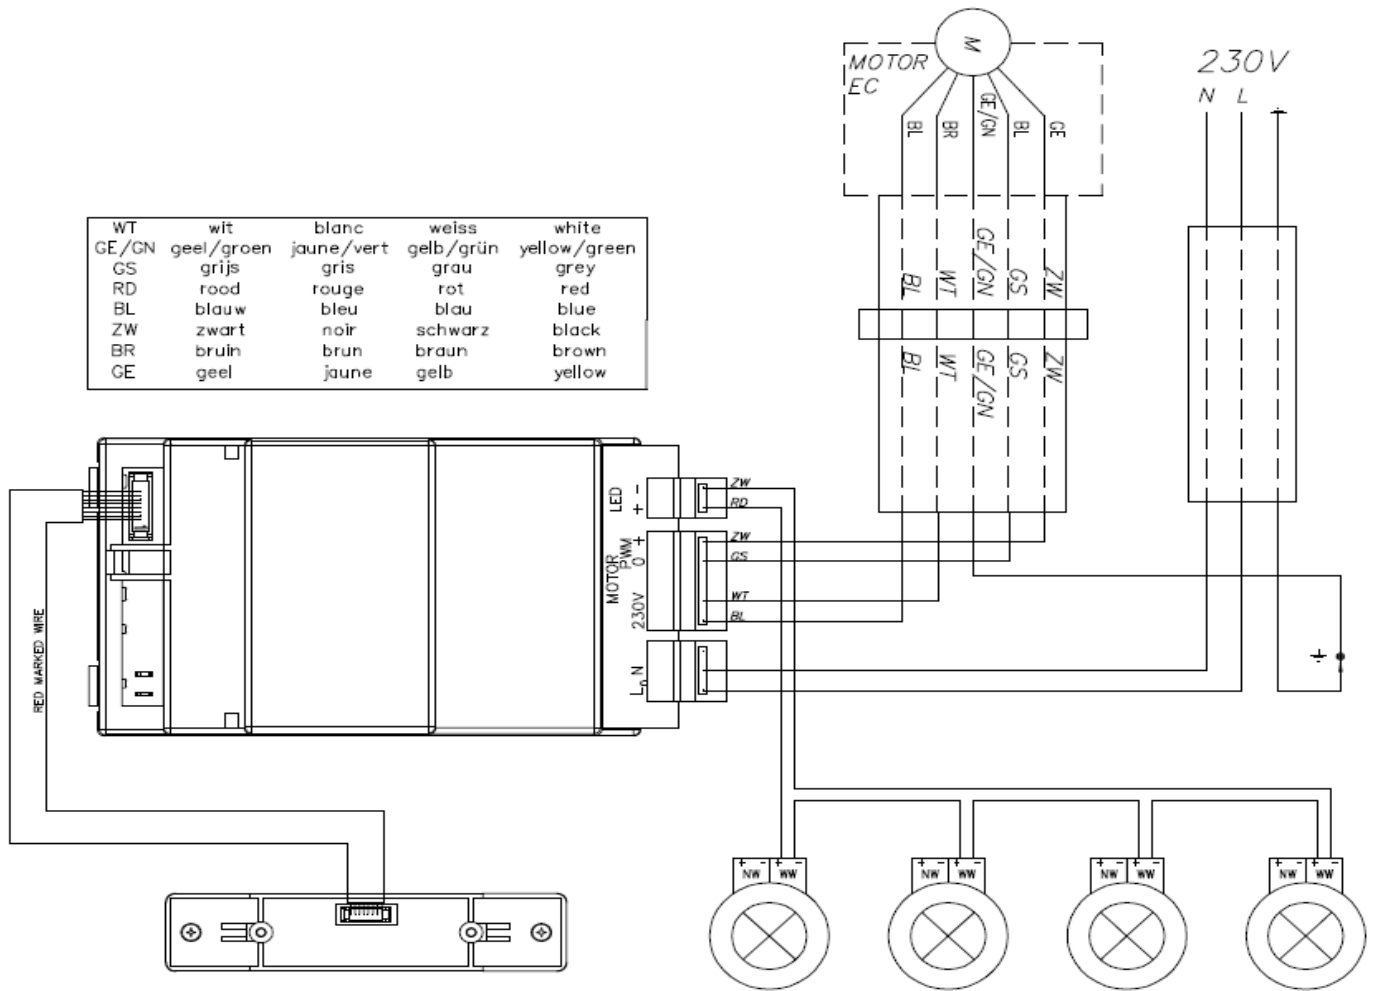 M
MOTOR
EC
230V
N L
BL BR GE/GN BL GE
WT wit blanc weiss white
GE/GN geel/groen jaune/vert gelb/grün yellow/green
GS grijs gris grau grey
RD rood rouge rot red
BL blauw bleu blau blue
ZW zwart noir schwarz black
BR bruin brun braun brown
GE geel jaune gelb yellow
BL WT GE/GN GS ZW
BL WT GE/GN GS ZW
LED
- ZW
+ RD
MOTOR
PWM
+ ZW
0 GS
230V
WT
BL
N
L
RED MARKED WIRE
+ - + -
NW WW
+ - + -
NW WW
+ - + -
NW WW
+ - + -
NW WW